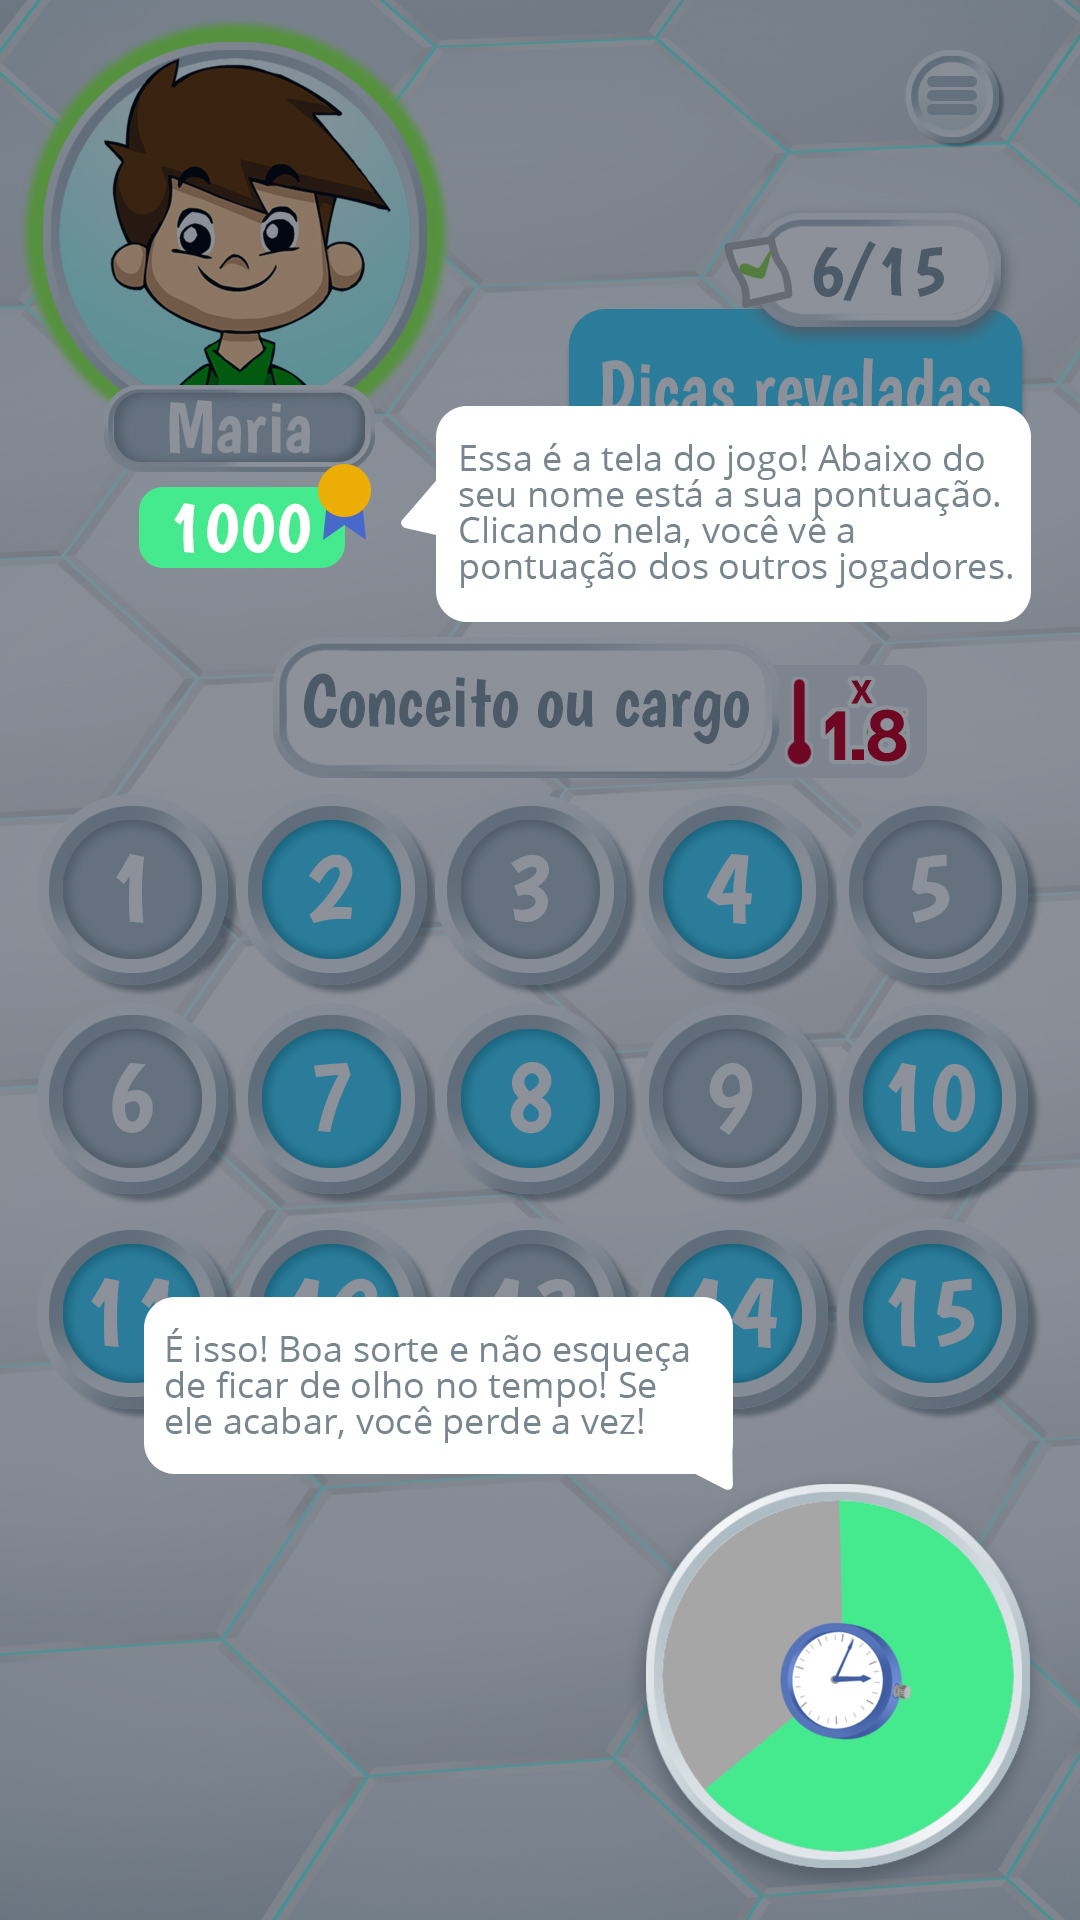 6/15
Dicas reveladas
Maria
1000
Essa é a tela do jogo! Abaixo do
seu nome está a sua pontuação.
Clicando nela, você vê a
pontuação dos outros jogadores.
Conceito ou cargo
x
1.8
1 2 3 4 5
6 7 8 9 10
11 12 13 14 15
É isso! Boa sorte e não esqueça
de ficar de olho no tempo! Se
ele acabar, você perde a vez!